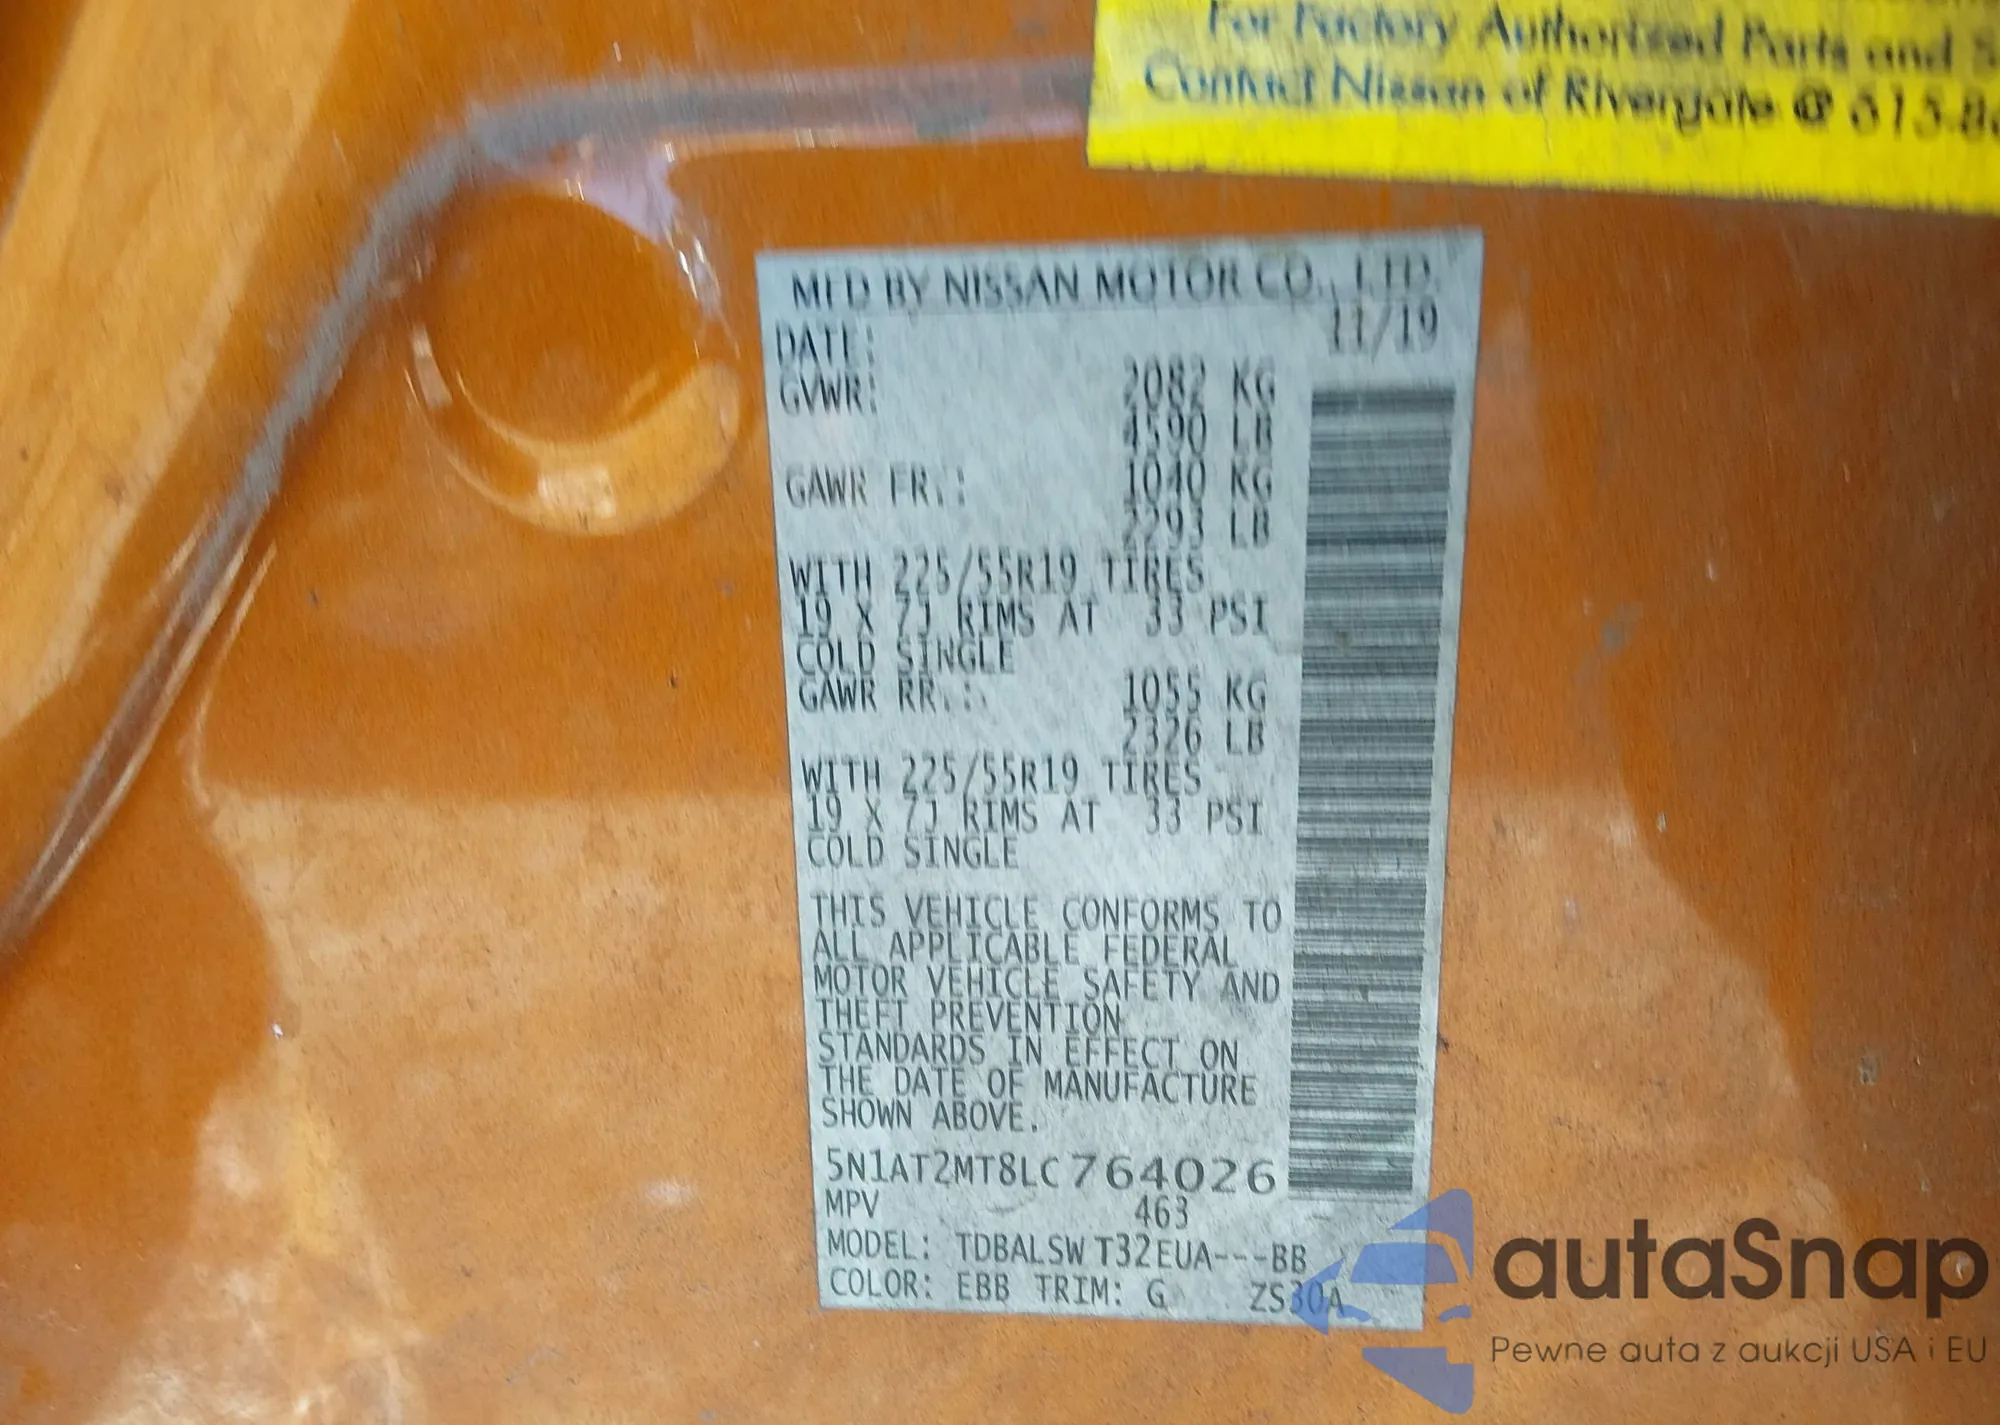 For Factory Authorized Parts and S
Contact Nissan of Rivergate @ 615-86
MFD BY NISSAN MOTOR CO., LTD.
DATE: 11/19
GVWR: 2082 KG
4590 LB
GAWR FR.: 1040 KG
2293 LB
WITH 225/55R19 TIRES
19 X 7J RIMS AT 33 PSI
COLD SINGLE
GAWR RR.: 1055 KG
2326 LB
WITH 225/55R19 TIRES
19 X 7J RIMS AT 33 PSI
COLD SINGLE
THIS VEHICLE CONFORMS TO
ALL APPLICABLE FEDERAL
MOTOR VEHICLE SAFETY AND
THEFT PREVENTION
STANDARDS IN EFFECT ON
THE DATE OF MANUFACTURE
SHOWN ABOVE.
5N1AT2MT8LC764026
MPV 463
MODEL: TDBALSW T32EUA---BB
COLOR: EBB TRIM: G ZS30A
autaSnap
Pewne auta z aukcji USA i EU